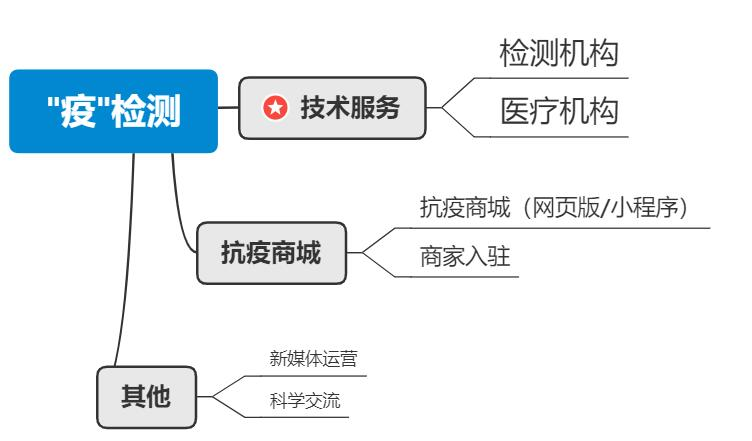 "疫"检测
技术服务
检测机构
医疗机构
抗疫商城
抗疫商城（网页版/小程序）
商家入驻
其他
新媒体运营
科学交流